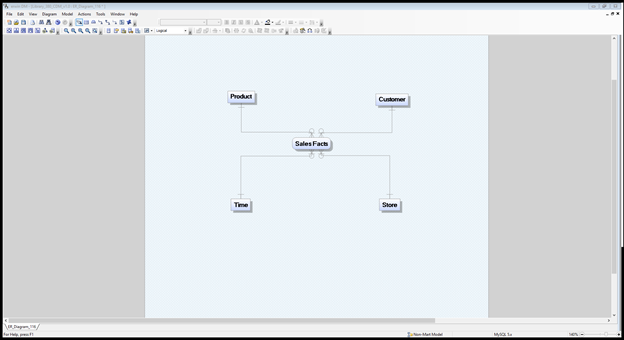 File Edit View Diagram Model Actions Tools Window Help
Logical
Product
Customer
Sales Facts
Time
Store
ER_Diagram_116
For Help, press F1
Non-Mart Model
MySQL 5.x
140%